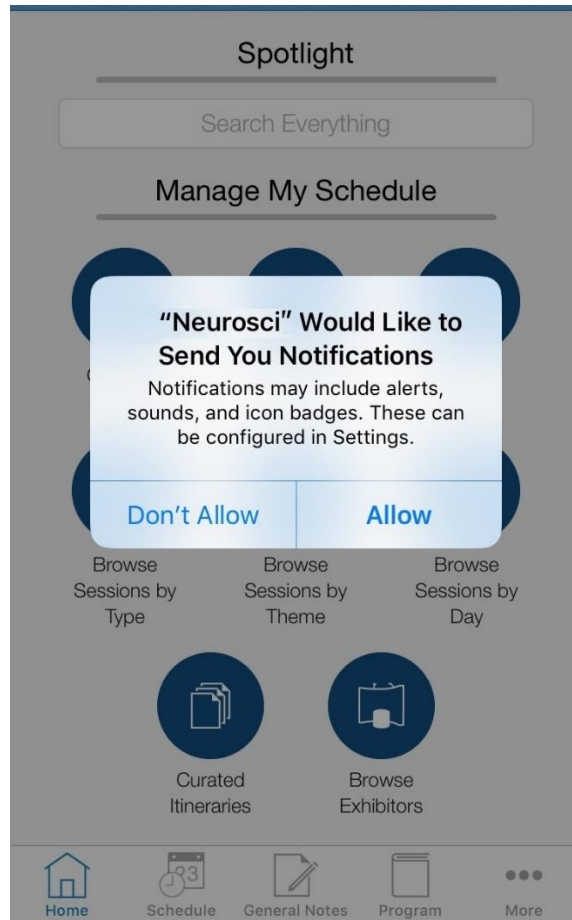 Spotlight
Search Everything
Manage My Schedule
"Neurosci" Would Like to
Send You Notifications
Notifications may include alerts,
sounds, and icon badges. These can
be configured in Settings.
Don't Allow
Allow
Browse
Sessions by
Type
Browse
Sessions by
Theme
Browse
Sessions by
Day
Curated
Itineraries
Browse
Exhibitors
23
Home
Schedule
General Notes
Program
More